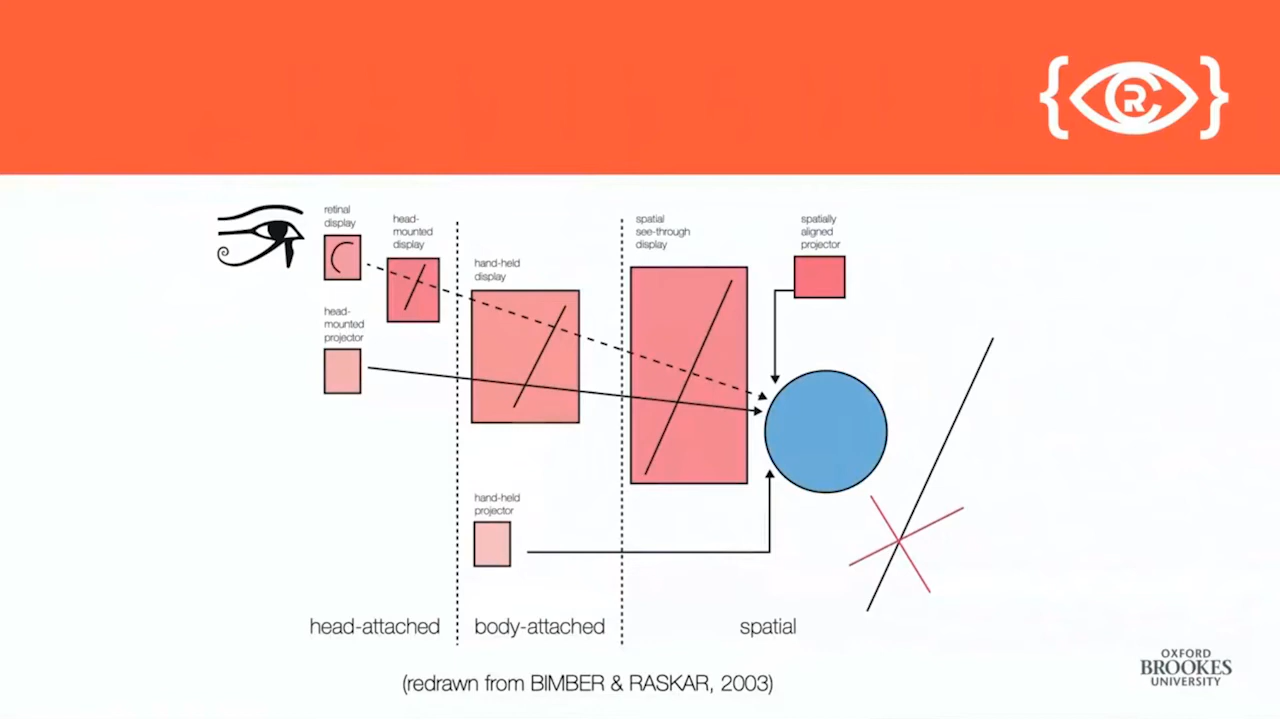 {RC}
retinal
display
head-
mounted
display
head-
mounted
projector
hand-held
display
hand-held
projector
spatial
see-through
display
spatially
aligned
projector
head-attached
body-attached
spatial
(redrawn from BIMBER & RASKAR, 2003)
OXFORD
BROOKES
UNIVERSITY